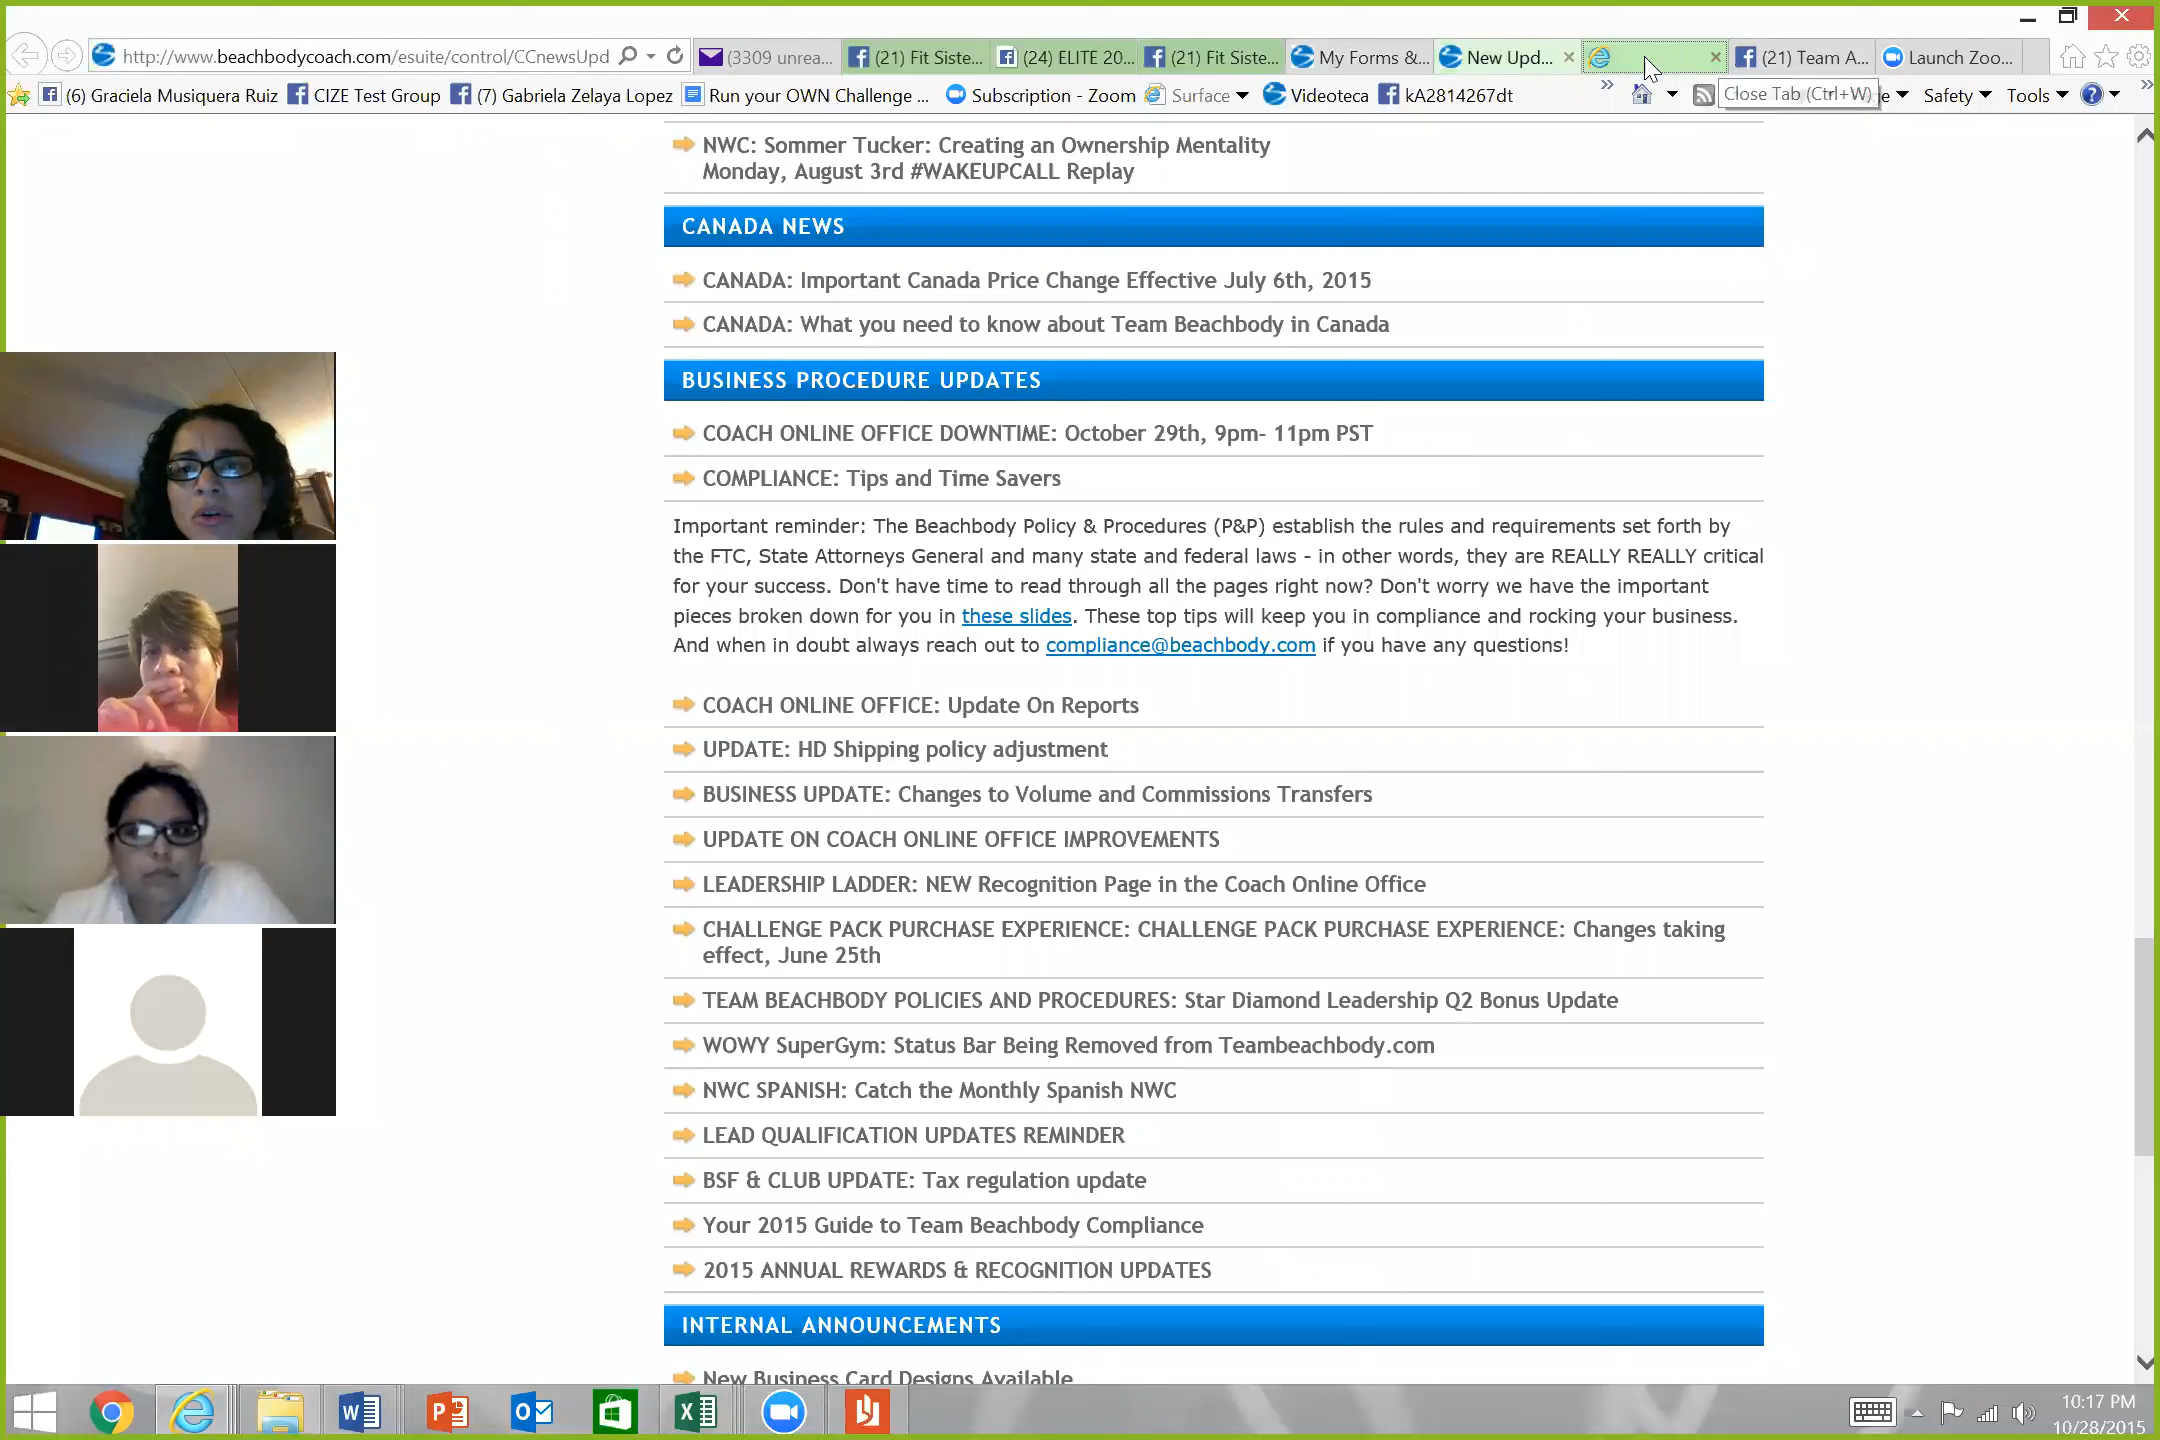 http://www.beachbodycoach.com/esuite/control/CCnewsUpd
(3309 unrea...
(21) Fit Siste...
(24) ELITE 20...
(21) Fit Siste...
My Forms &...
New Upd...
(21) Team A...
Launch Zoo...
(6) Graciela Musiquera Ruiz
CIZE Test Group
(7) Gabriela Zelaya Lopez
Run your OWN Challenge ...
Subscription - Zoom
Surface
Videoteca
kA2814267dt
Close Tab (Ctrl+W)
Safety
Tools
NWC: Sommer Tucker: Creating an Ownership Mentality
Monday, August 3rd #WAKEUPCALL Replay
CANADA NEWS
CANADA: Important Canada Price Change Effective July 6th, 2015
CANADA: What you need to know about Team Beachbody in Canada
BUSINESS PROCEDURE UPDATES
COACH ONLINE OFFICE DOWNTIME: October 29th, 9pm- 11pm PST
COMPLIANCE: Tips and Time Savers
Important reminder: The Beachbody Policy & Procedures (P&P) establish the rules and requirements set forth by
the FTC, State Attorneys General and many state and federal laws - in other words, they are REALLY REALLY critical
for your success. Don't have time to read through all the pages right now? Don't worry we have the important
pieces broken down for you in these slides. These top tips will keep you in compliance and rocking your business.
And when in doubt always reach out to compliance@beachbody.com if you have any questions!
COACH ONLINE OFFICE: Update On Reports
UPDATE: HD Shipping policy adjustment
BUSINESS UPDATE: Changes to Volume and Commissions Transfers
UPDATE ON COACH ONLINE OFFICE IMPROVEMENTS
LEADERSHIP LADDER: NEW Recognition Page in the Coach Online Office
CHALLENGE PACK PURCHASE EXPERIENCE: CHALLENGE PACK PURCHASE EXPERIENCE: Changes taking
effect, June 25th
TEAM BEACHBODY POLICIES AND PROCEDURES: Star Diamond Leadership Q2 Bonus Update
WOWY SuperGym: Status Bar Being Removed from Teambeachbody.com
NWC SPANISH: Catch the Monthly Spanish NWC
LEAD QUALIFICATION UPDATES REMINDER
BSF & CLUB UPDATE: Tax regulation update
Your 2015 Guide to Team Beachbody Compliance
2015 ANNUAL REWARDS & RECOGNITION UPDATES
INTERNAL ANNOUNCEMENTS
New Business Card Designs Available
10:17 PM
10/28/2015